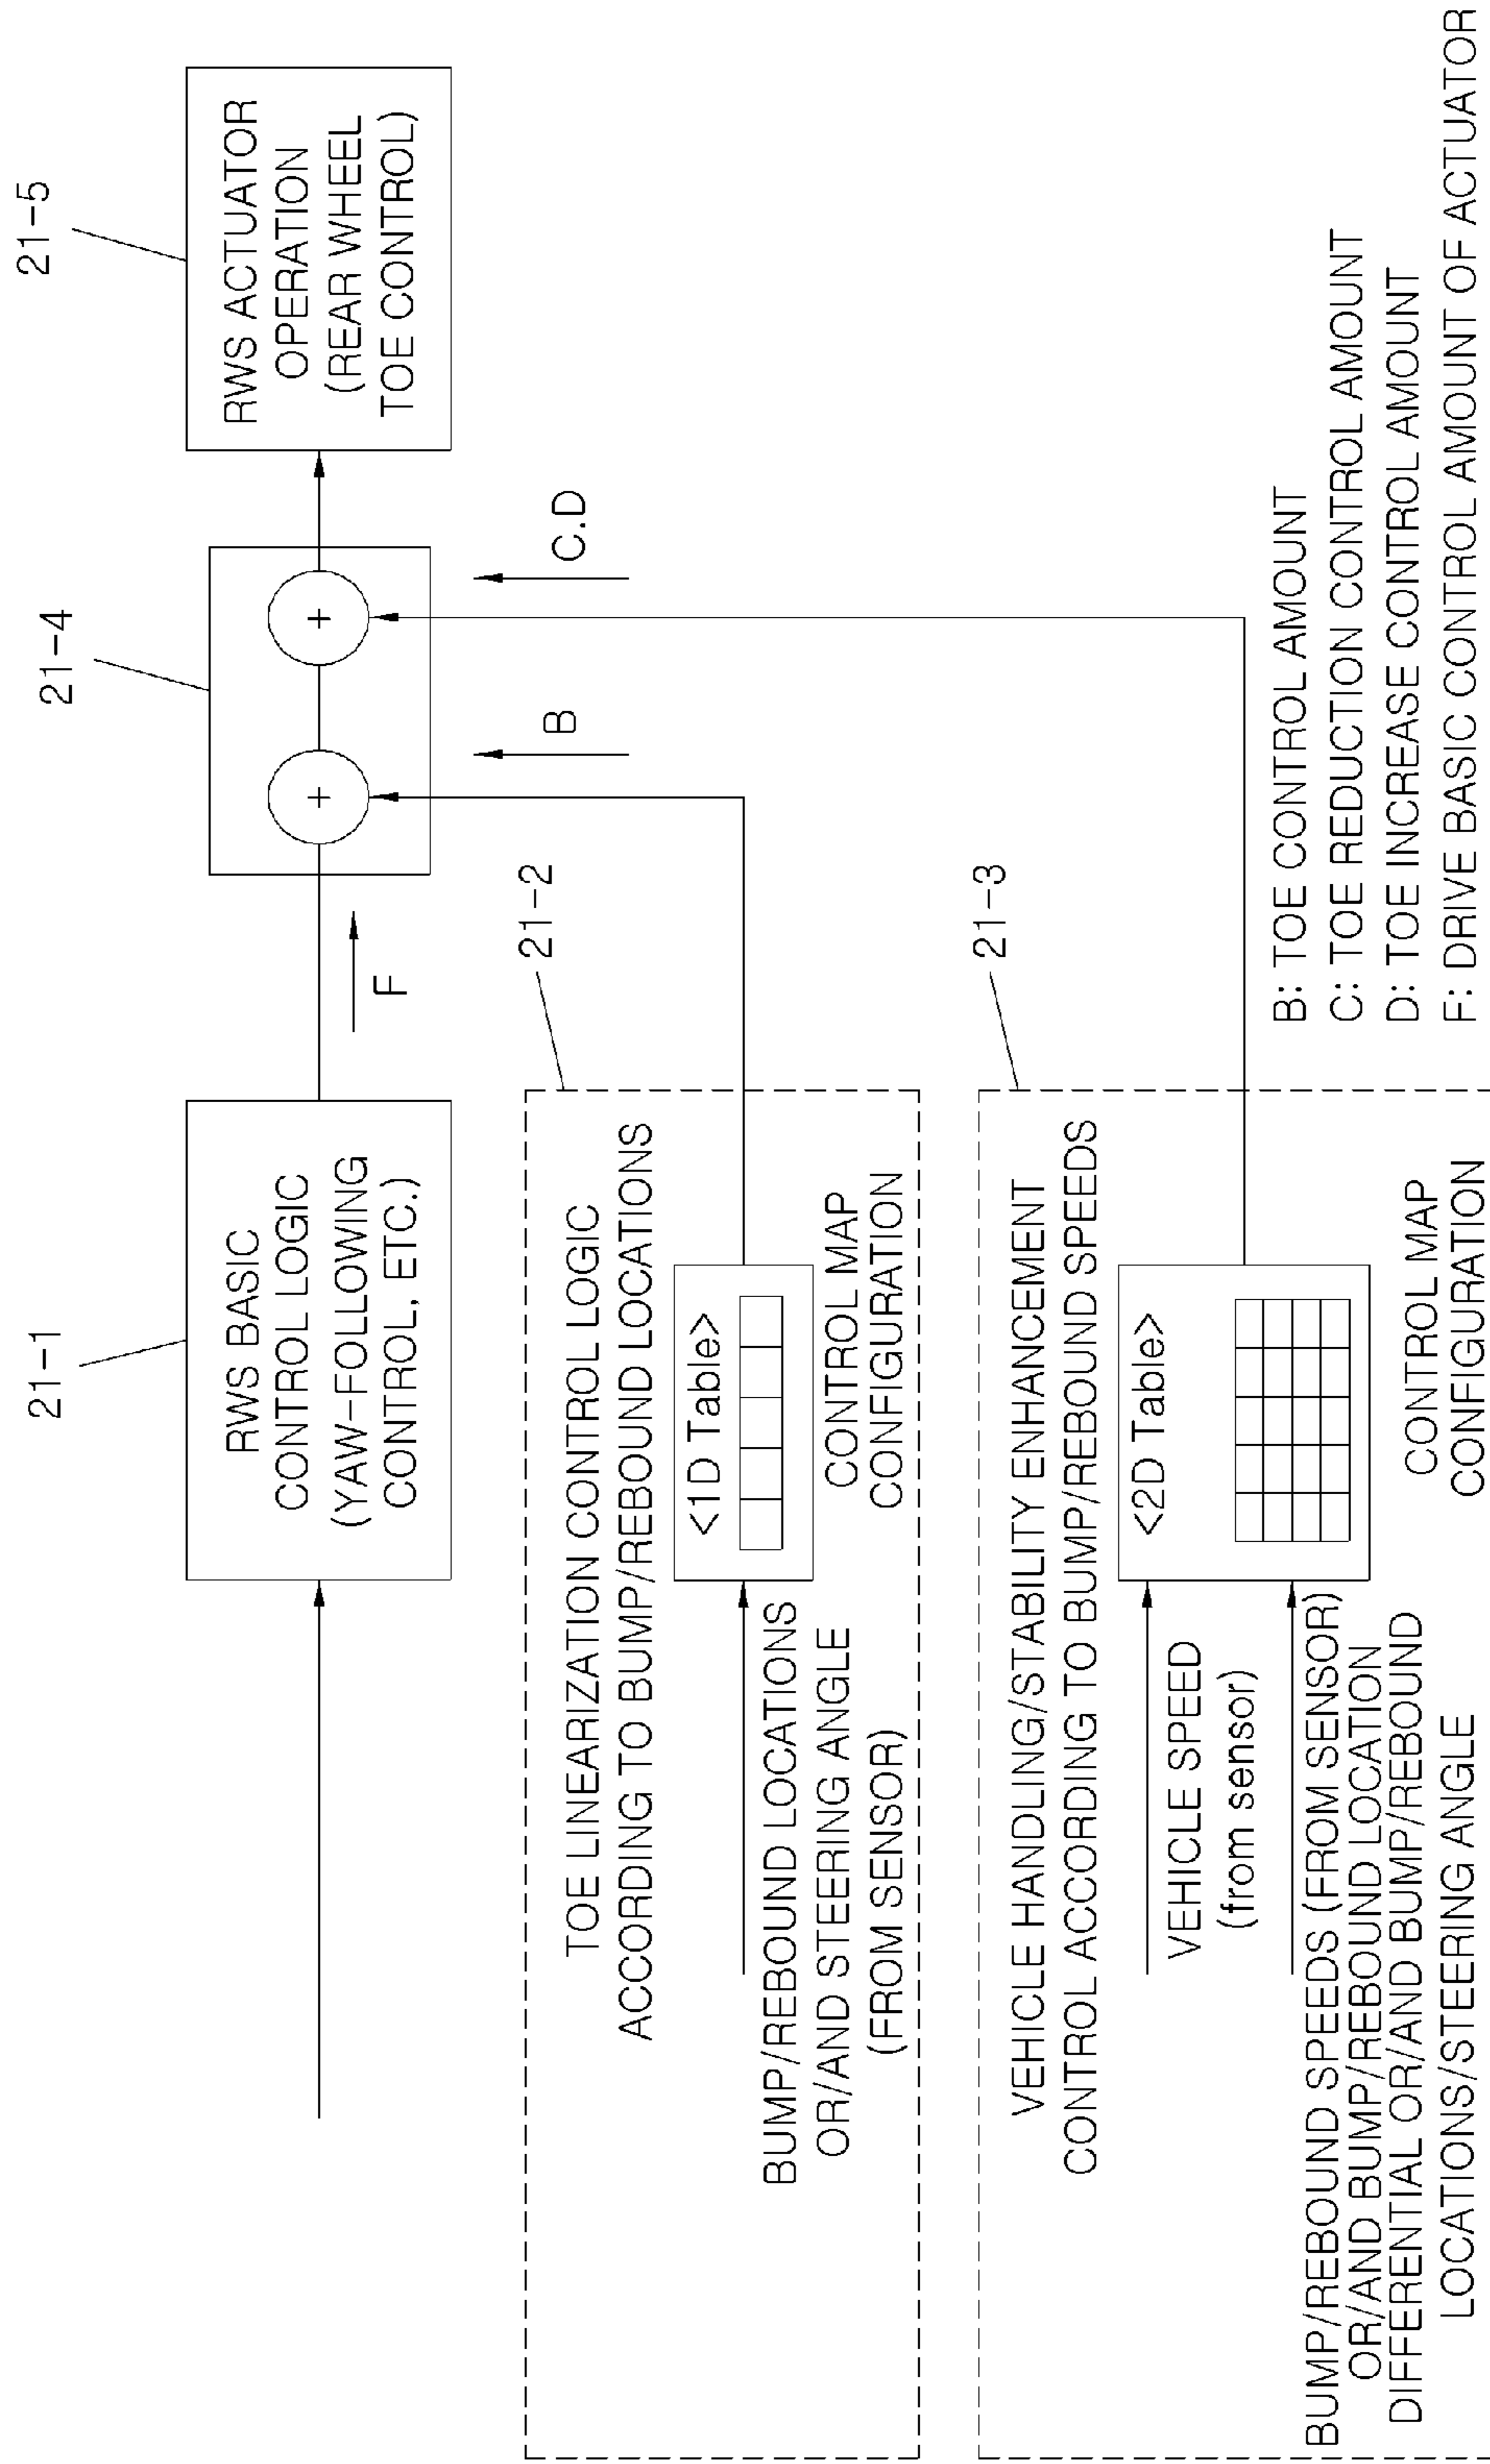 21-1
RWS BASIC
CONTROL LOGIC
(YAW-FOLLOWING
CONTROL, ETC.)
F
21-4
+
+
B
C.D
21-5
RWS ACTUATOR
OPERATION
(REAR WHEEL
TOE CONTROL)
21-2
TOE LINEARIZATION CONTROL LOGIC
ACCORDING TO BUMP/REBOUND LOCATIONS
<1D Table>
BUMP/REBOUND LOCATIONS
OR/AND STEERING ANGLE
(FROM SENSOR)
CONTROL MAP
CONFIGURATION
21-3
VEHICLE HANDLING/STABILITY ENHANCEMENT
CONTROL ACCORDING TO BUMP/REBOUND SPEEDS
<2D Table>
VEHICLE SPEED
(from sensor)
BUMP/REBOUND SPEEDS (FROM SENSOR)
OR/AND BUMP/REBOUND LOCATION
DIFFERENTIAL OR/AND BUMP/REBOUND
LOCATIONS/STEERING ANGLE
CONTROL MAP
CONFIGURATION
B: TOE CONTROL AMOUNT
C: TOE REDUCTION CONTROL AMOUNT
D: TOE INCREASE CONTROL AMOUNT
F: DRIVE BASIC CONTROL AMOUNT OF ACTUATOR